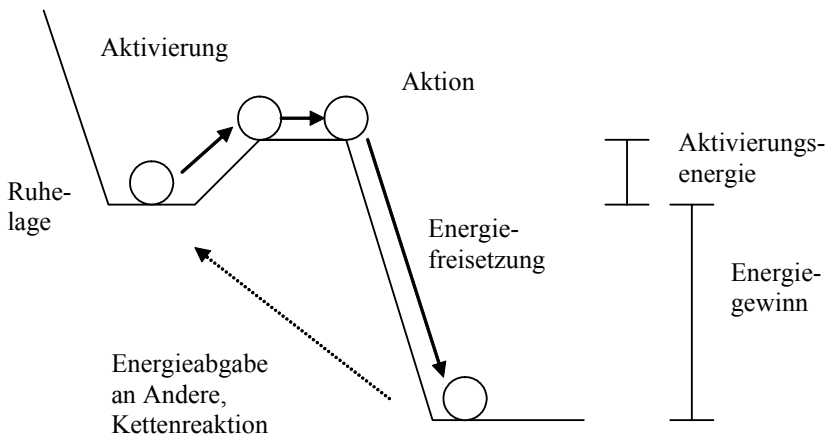 Aktivierung
Aktion
Aktivierungs-
energie
Ruhe-
lage
Energie-
freisetzung
Energie-
gewinn
Energieabgabe
an Andere,
Kettenreaktion